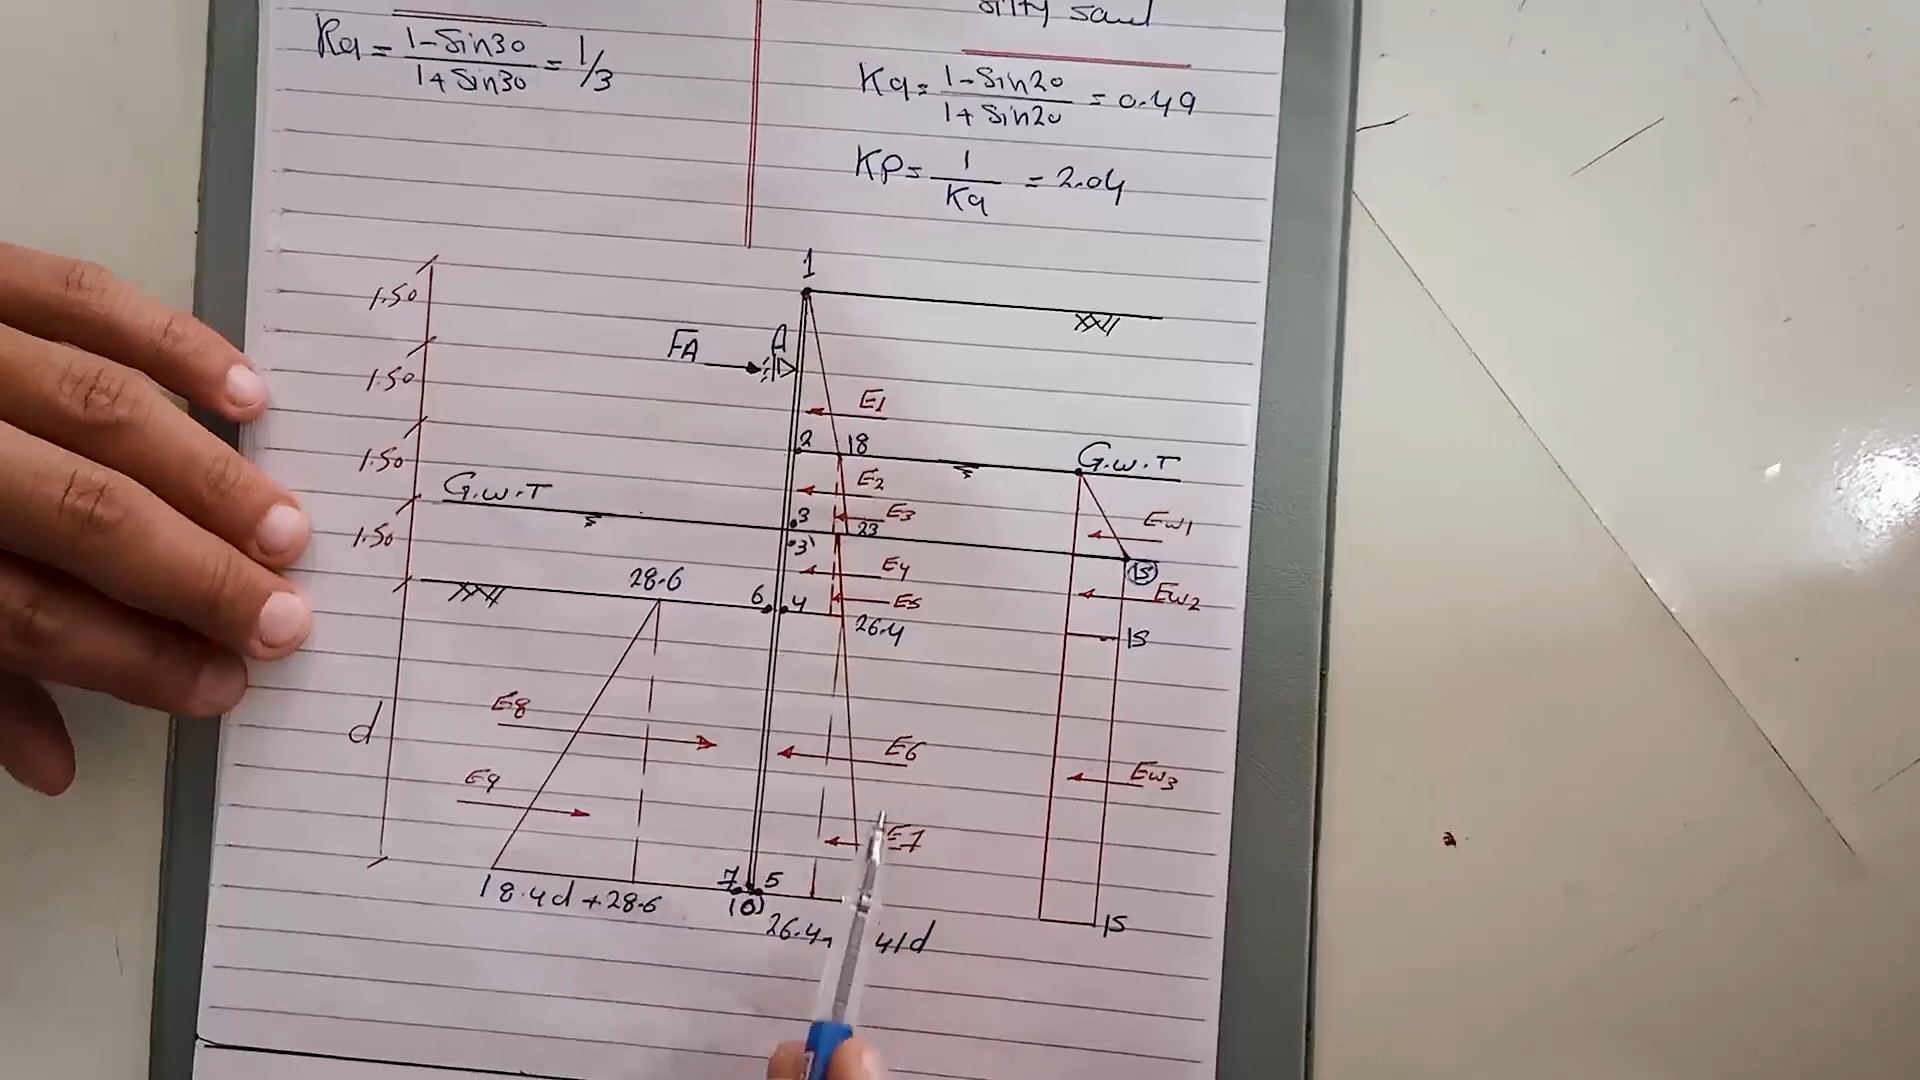 silty sand
Ka = 1-Sin30 / 1+Sin30 = 1/3
Ka = 1-Sin20 / 1+Sin20 = 0.49
KP = 1 / Ka = 2.04
1
1.50
FA
A
1.50
E1
2
18
G.W.T
1.50
G.W.T
E2
3
E3
23
Ew1
1.50
3'
E4
15
28.6
6
4
E5
Ew2
26.4
15
E8
d
E6
Ew3
E9
E7
18.4d+28.6
7
5
(0)
26.4
41d
15